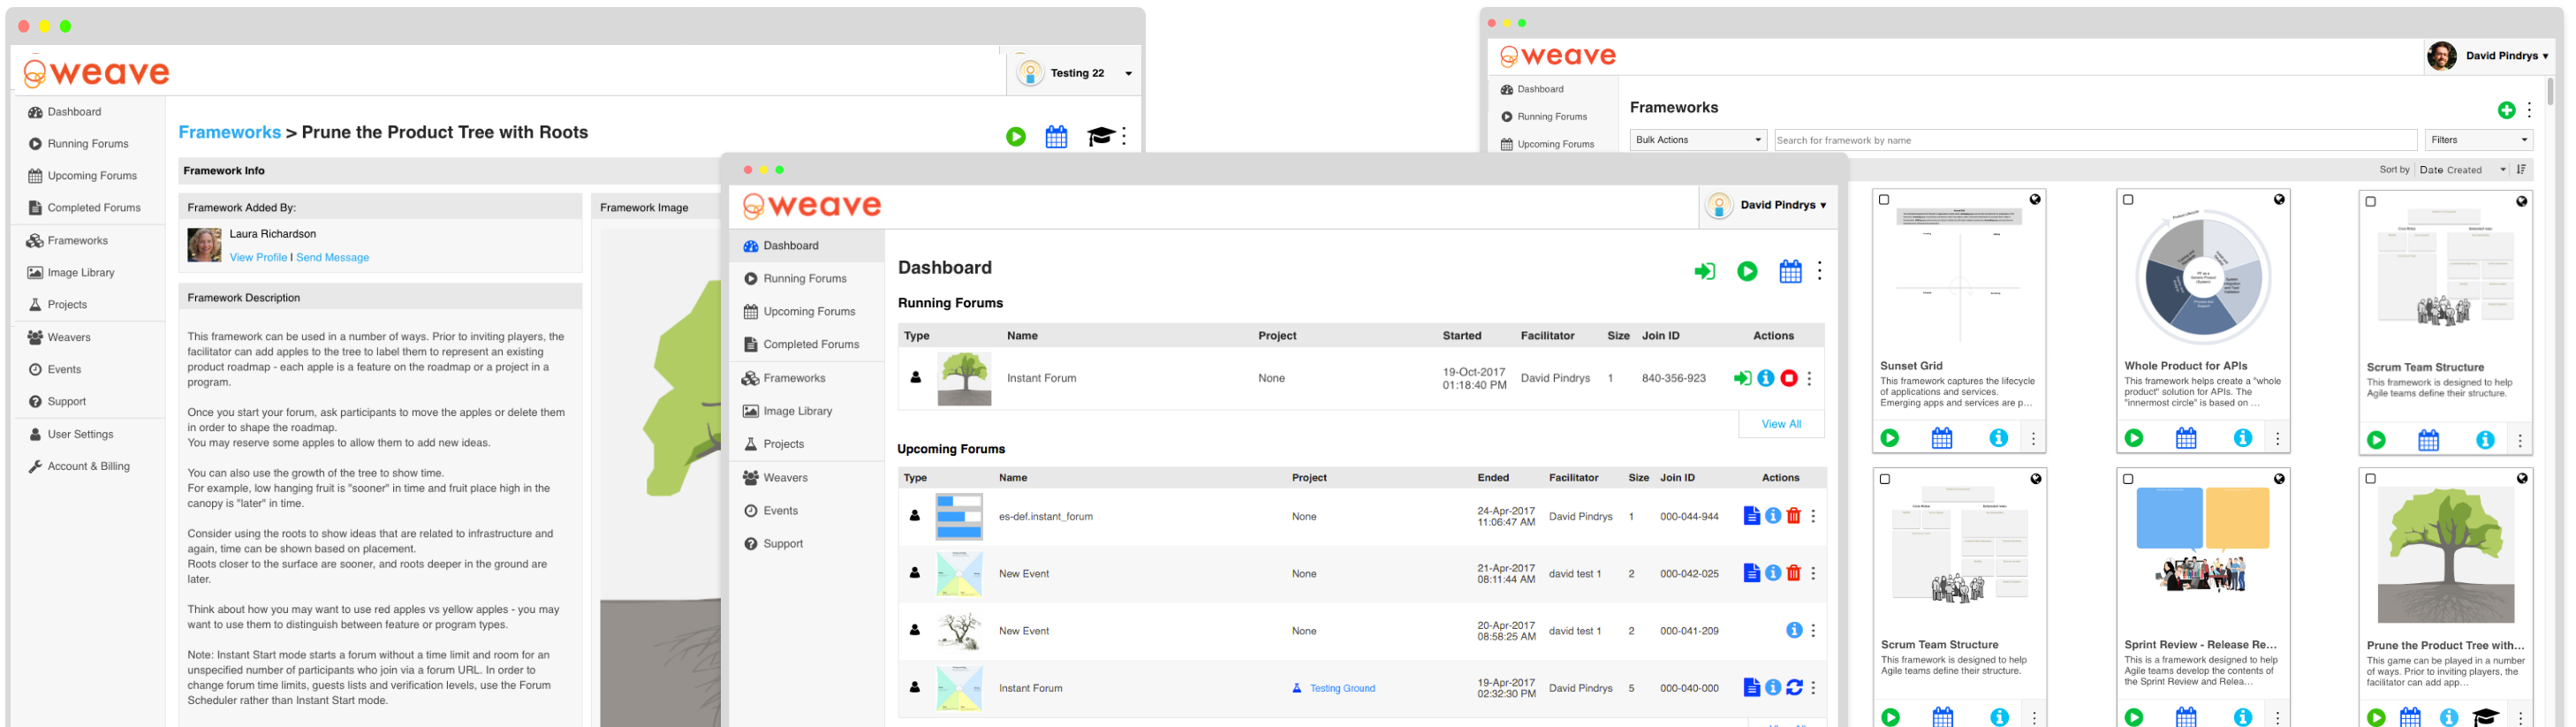 weave
Testing 22
Dashboard
Running Forums
Upcoming Forums
Completed Forums
Frameworks
Image Library
Projects
Weavers
Events
Support
User Settings
Account & Billing
Frameworks > Prune the Product Tree with Roots
Framework Info
Framework Added By:
Laura Richardson
View Profile | Send Message
Framework Image
Framework Description
This framework can be used in a number of ways. Prior to inviting players, the
facilitator can add apples to the tree to label them to represent an existing
product roadmap - each apple is a feature on the roadmap or a project in a
program.
Once you start your forum, ask participants to move the apples or delete them
in order to shape the roadmap.
You may reserve some apples to allow them to add new ideas.
You can also use the growth of the tree to show time.
For example, low hanging fruit is "sooner" in time and fruit place high in the
canopy is "later" in time.
Consider using the roots to show ideas that are related to infrastructure and
again, time can be shown based on placement.
Roots closer to the surface are sooner, and roots deeper in the ground are
later.
Think about how you may want to use red apples vs yellow apples - you may
want to use them to distinguish between feature or program types.
Note: Instant Start mode starts a forum without a time limit and room for an
unspecified number of participants who join via a forum URL. In order to
change forum time limits, guests lists and verification levels, use the Forum
Scheduler rather than Instant Start mode.
weave
David Pindrys
Dashboard
Running Forums
Upcoming Forums
Completed Forums
Frameworks
Image Library
Projects
Weavers
Events
Support
Dashboard
Running Forums
Type Name Project Started Facilitator Size Join ID Actions
Instant Forum None 19-Oct-2017 01:18:40 PM David Pindrys 1 840-356-923
View All
Upcoming Forums
Type Name Project Ended Facilitator Size Join ID Actions
es-def.instant_forum None 24-Apr-2017 11:06:47 AM David Pindrys 1 000-044-944
New Event None 21-Apr-2017 08:11:44 AM david test 1 2 000-042-025
New Event None 20-Apr-2017 08:58:25 AM david test 1 2 000-041-209
Instant Forum Testing Ground 19-Apr-2017 02:32:30 PM David Pindrys 5 000-040-000
weave
David Pindrys
Dashboard
Running Forums
Upcoming Forums
Frameworks
Bulk Actions
Search for framework by name
Filters
Sort by Date Created
Sunset Grid
This framework captures the lifecycle
of applications and services.
Emerging apps and services are p...
Whole Product for APIs
This framework helps create a "whole
product" solution for APIs. The
"innermost circle" is based on ...
Scrum Team Structure
This framework is designed to help
Agile teams define their structure.
Scrum Team Structure
This framework is designed to help
Agile teams define their structure.
Sprint Review - Release Re...
This is a framework designed to help
Agile teams develop the contents of
the Sprint Review and Relea...
Prune the Product Tree with...
This game can be played in a number
of ways. Prior to inviting players, the
facilitator can add app...